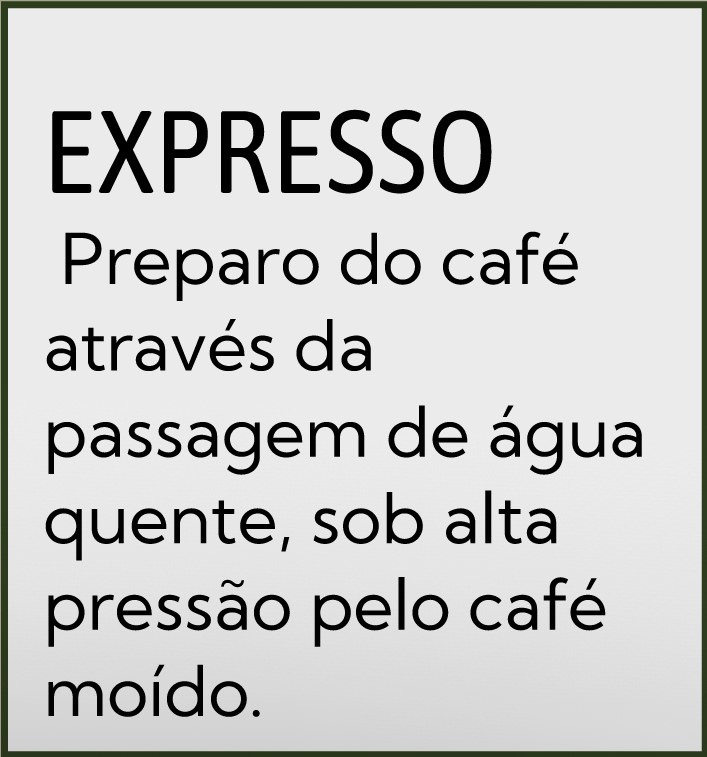 EXPRESSO
Preparo do café
através da
passagem de água
quente, sob alta
pressão pelo café
moído.